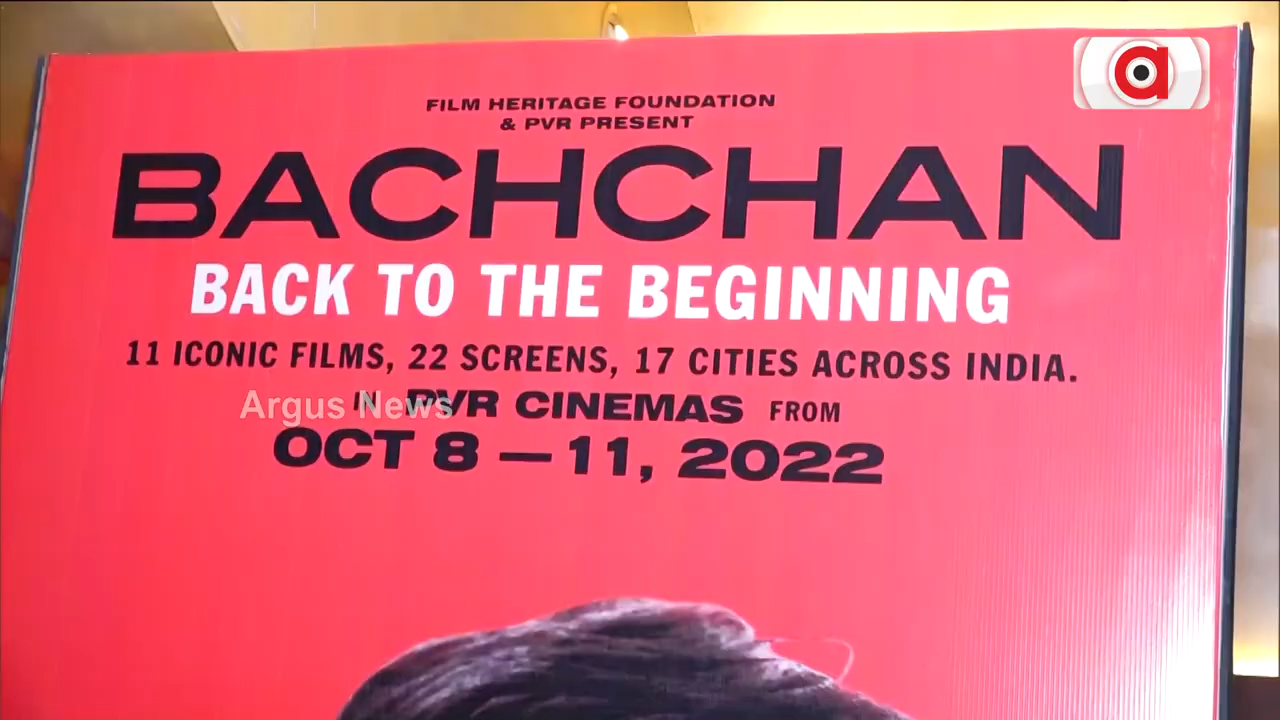 FILM HERITAGE FOUNDATION
& PVR PRESENT
BACHCHAN
BACK TO THE BEGINNING
11 ICONIC FILMS, 22 SCREENS, 17 CITIES ACROSS INDIA.
PVR CINEMAS FROM
Argus News
OCT 8 — 11, 2022
a